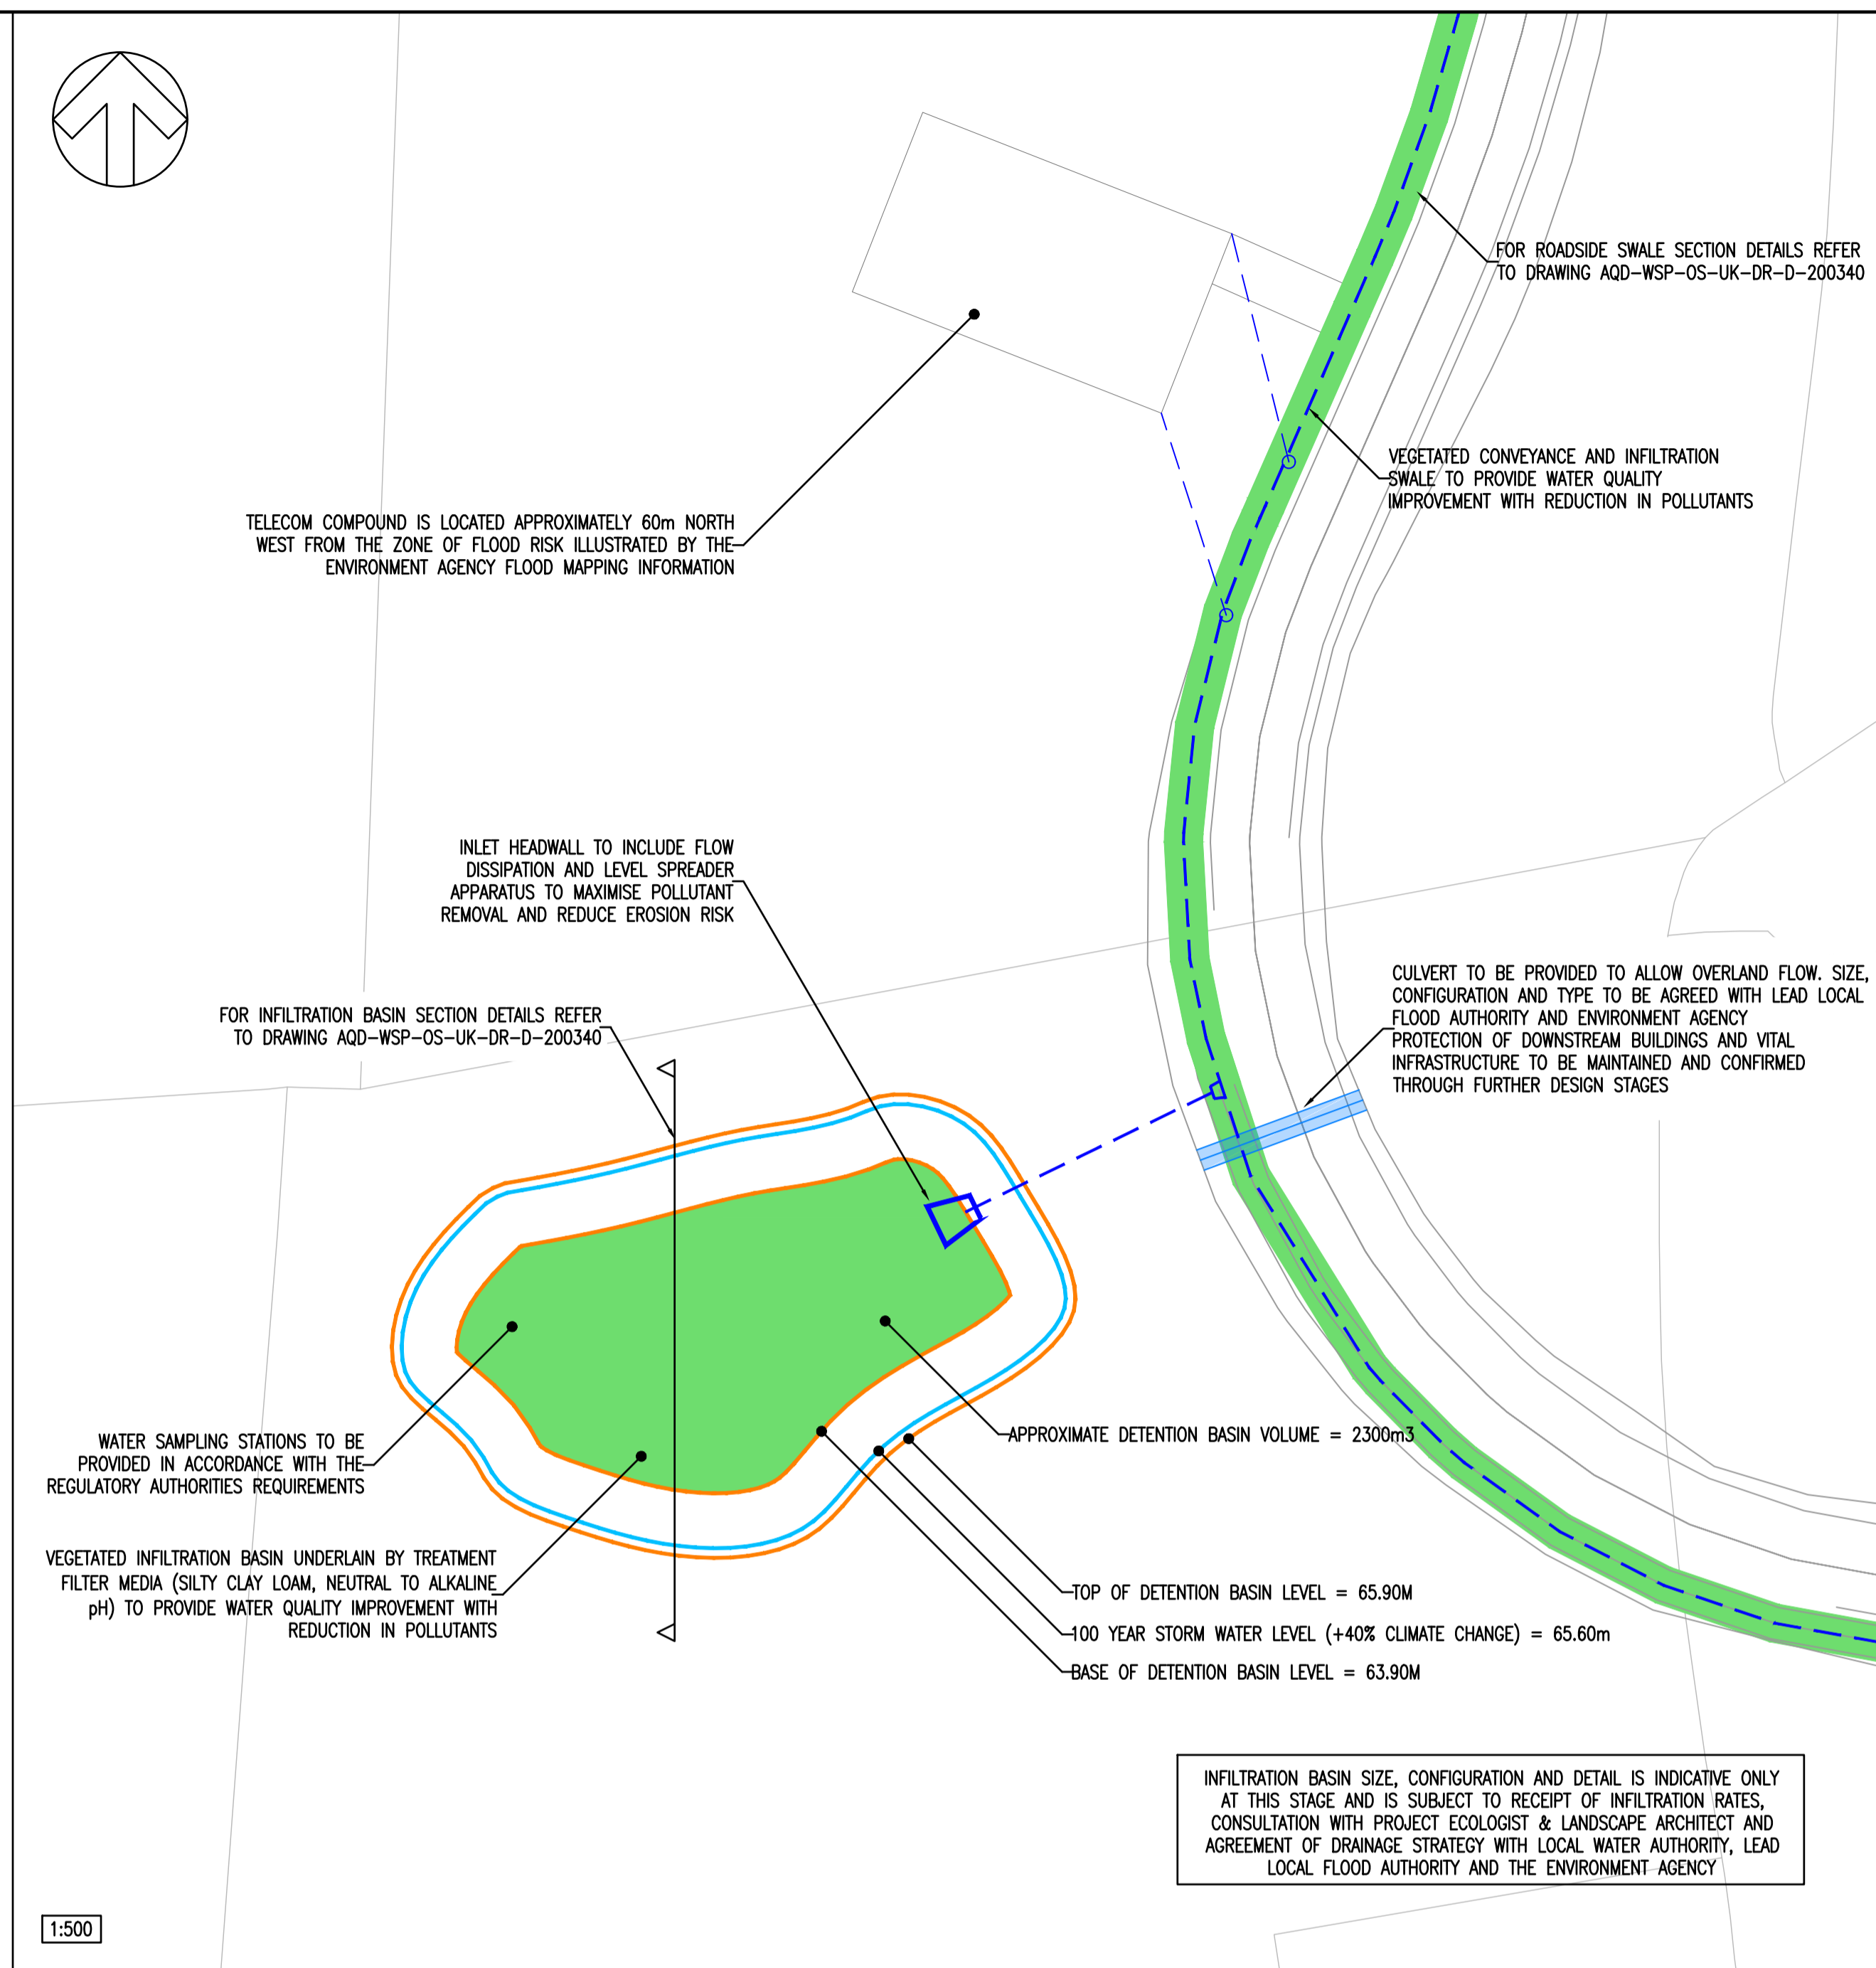 FOR ROADSIDE SWALE SECTION DETAILS REFER
TO DRAWING AQD-WSP-OS-UK-DR-D-200340
VEGETATED CONVEYANCE AND INFILTRATION
SWALE TO PROVIDE WATER QUALITY
IMPROVEMENT WITH REDUCTION IN POLLUTANTS
TELECOM COMPOUND IS LOCATED APPROXIMATELY 60m NORTH
WEST FROM THE ZONE OF FLOOD RISK ILLUSTRATED BY THE
ENVIRONMENT AGENCY FLOOD MAPPING INFORMATION
INLET HEADWALL TO INCLUDE FLOW
DISSIPATION AND LEVEL SPREADER
APPARATUS TO MAXIMISE POLLUTANT
REMOVAL AND REDUCE EROSION RISK
FOR INFILTRATION BASIN SECTION DETAILS REFER
TO DRAWING AQD-WSP-OS-UK-DR-D-200340
CULVERT TO BE PROVIDED TO ALLOW OVERLAND FLOW. SIZE,
CONFIGURATION AND TYPE TO BE AGREED WITH LEAD LOCAL
FLOOD AUTHORITY AND ENVIRONMENT AGENCY
PROTECTION OF DOWNSTREAM BUILDINGS AND VITAL
INFRASTRUCTURE TO BE MAINTAINED AND CONFIRMED
THROUGH FURTHER DESIGN STAGES
WATER SAMPLING STATIONS TO BE
PROVIDED IN ACCORDANCE WITH THE
REGULATORY AUTHORITIES REQUIREMENTS
APPROXIMATE DETENTION BASIN VOLUME = 2300m3
VEGETATED INFILTRATION BASIN UNDERLAIN BY TREATMENT
FILTER MEDIA (SILTY CLAY LOAM, NEUTRAL TO ALKALINE
pH) TO PROVIDE WATER QUALITY IMPROVEMENT WITH
REDUCTION IN POLLUTANTS
TOP OF DETENTION BASIN LEVEL = 65.90M
100 YEAR STORM WATER LEVEL (+40% CLIMATE CHANGE) = 65.60m
BASE OF DETENTION BASIN LEVEL = 63.90M
INFILTRATION BASIN SIZE, CONFIGURATION AND DETAIL IS INDICATIVE ONLY
AT THIS STAGE AND IS SUBJECT TO RECEIPT OF INFILTRATION RATES,
CONSULTATION WITH PROJECT ECOLOGIST & LANDSCAPE ARCHITECT AND
AGREEMENT OF DRAINAGE STRATEGY WITH LOCAL WATER AUTHORITY, LEAD
LOCAL FLOOD AUTHORITY AND THE ENVIRONMENT AGENCY
1:500